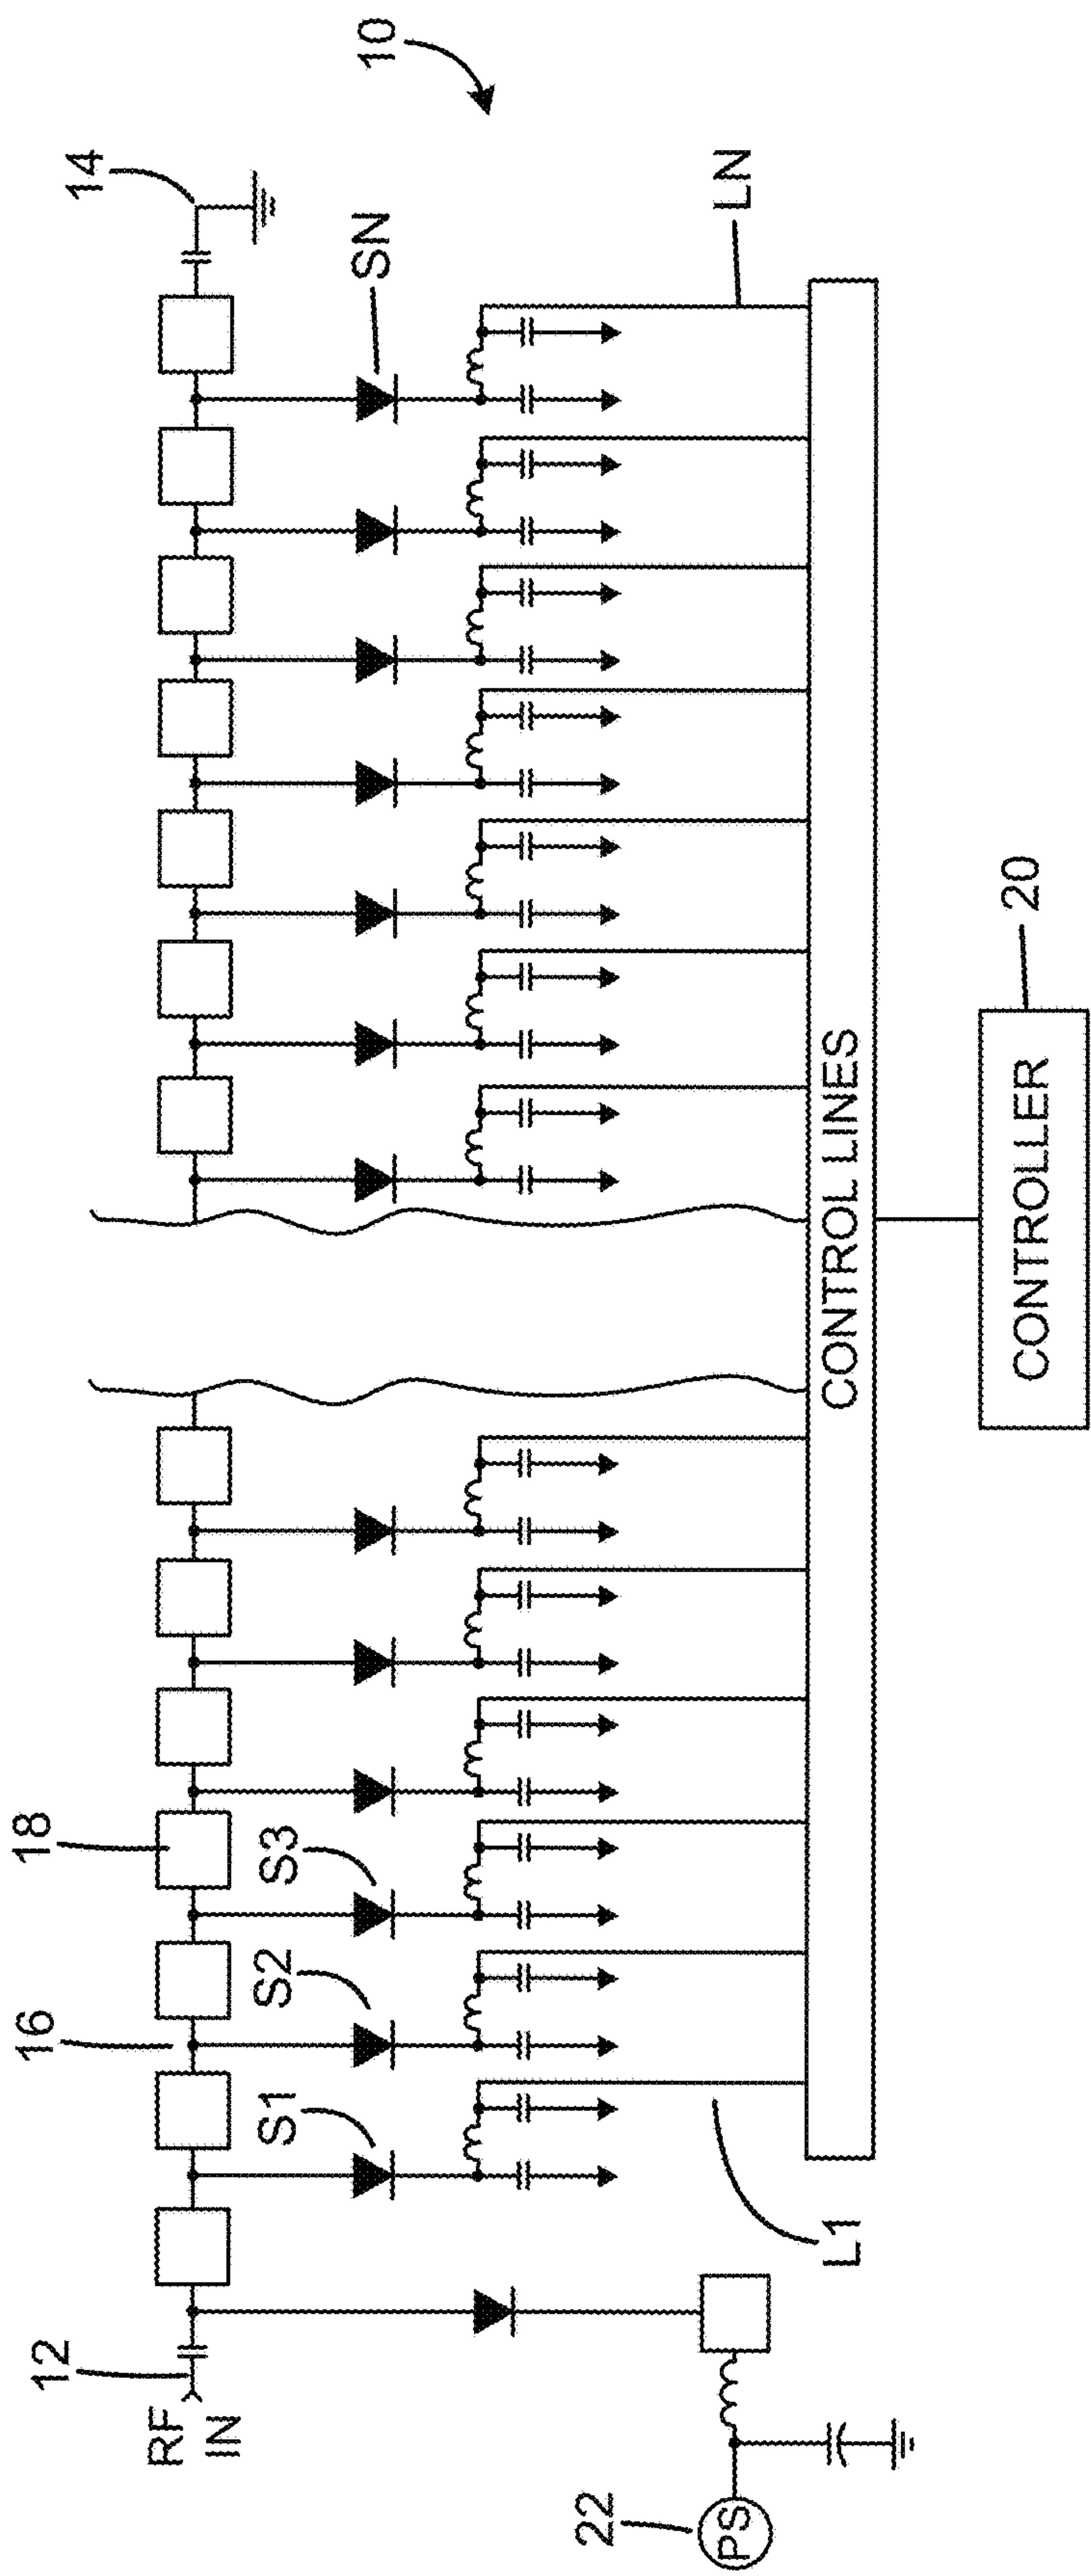 10
14
SN
LN
18
S3
16
S2
S1
L1
12
RF
IN
22
PS
CONTROL LINES
20
CONTROLLER